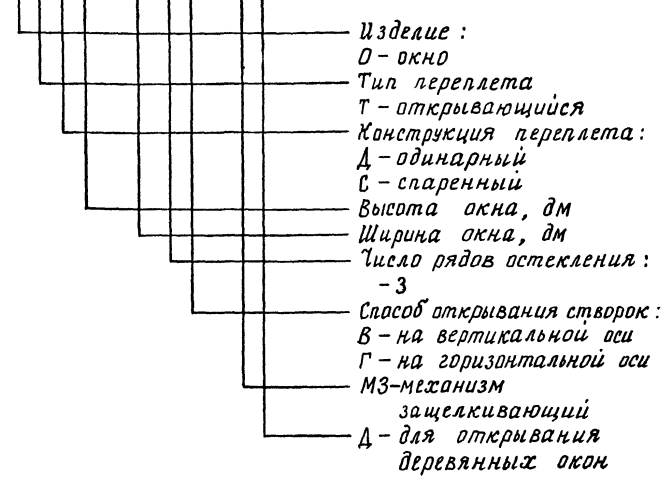 Изделие :
О - окно
Тип переплета
Т - открывающийся
Конструкция переплета :
Д - одинарный
С - спаренный
Высота окна, дм
Ширина окна, дм
Число рядов остекления :
- 3
Способ открывания створок :
В - на вертикальной оси
Г - на горизонтальной оси
МЗ-механизм
защелкивающий
Д - для открывания
деревянных окон